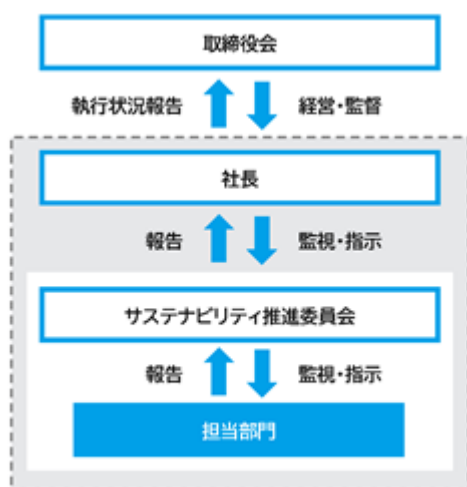 取締役会
執行状況報告 経営・監督
社長
報告 監視・指示
サステナビリティ推進委員会
報告 監視・指示
担当部門